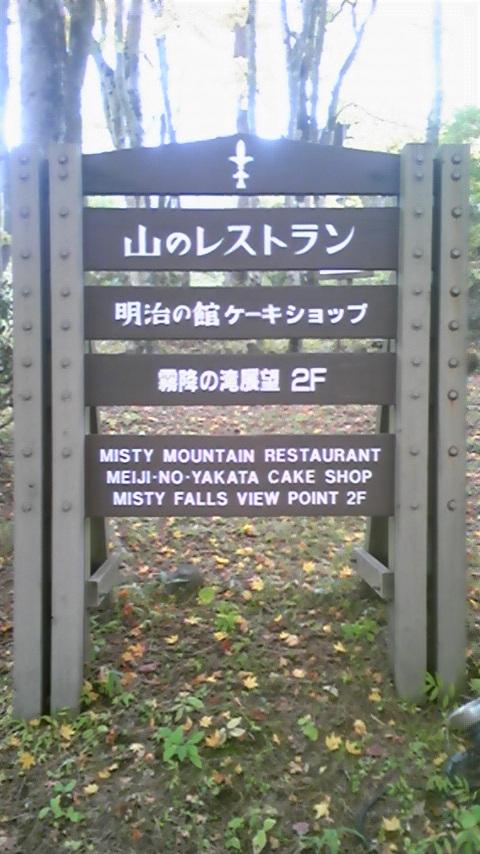 山のレストラン
明治の館ケーキショップ
霧降の滝展望 2F
MISTY MOUNTAIN RESTAURANT
MEIJI-NO-YAKATA CAKE SHOP
MISTY FALLS VIEW POINT 2F